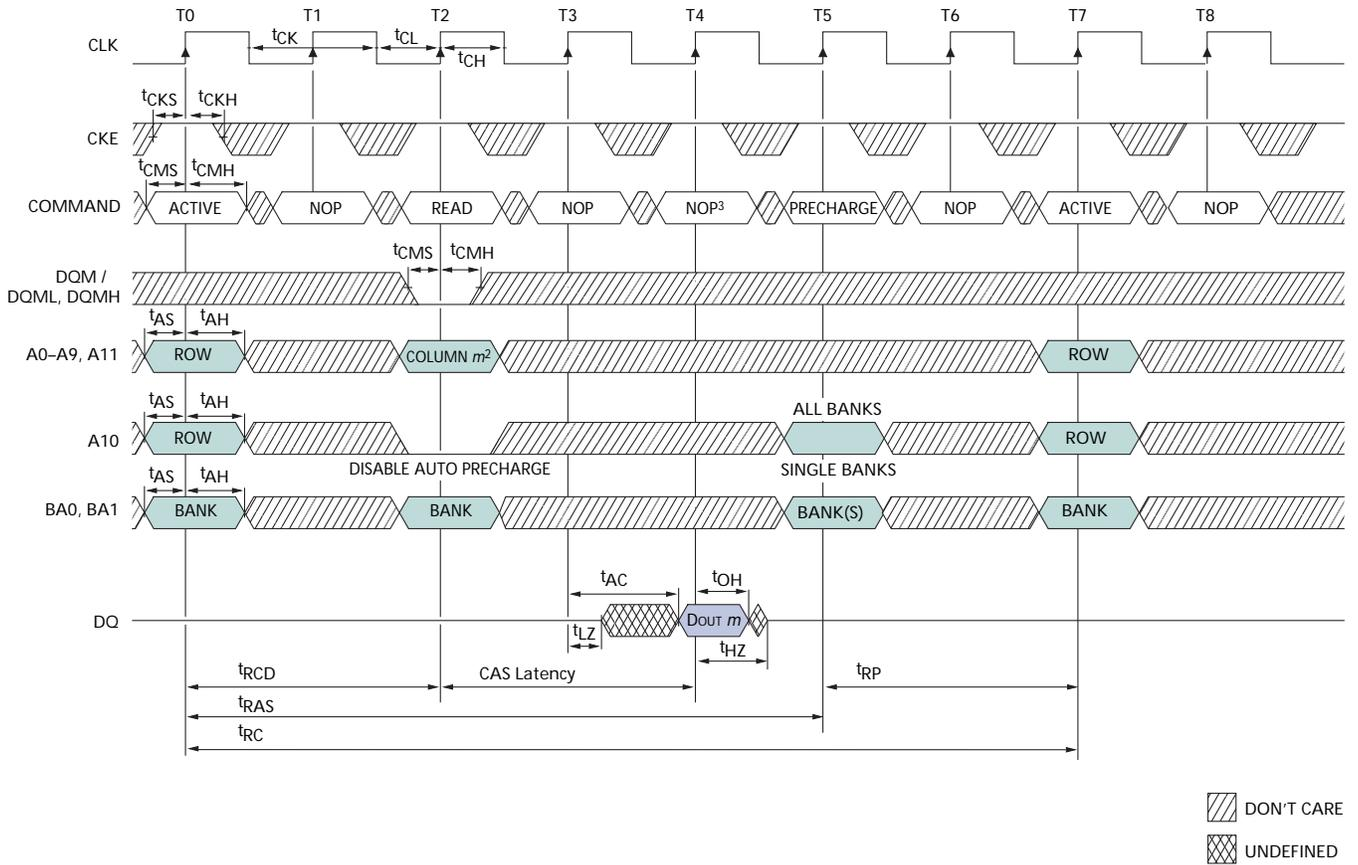 T0 T1 T2 T3 T4 T5 T6 T7 T8
CLK
tCK tCL
tCH
tCKS tCKH
CKE
tCMS tCMH
COMMAND ACTIVE NOP READ NOP NOP3 PRECHARGE NOP ACTIVE NOP
tCMS tCMH
DQM /
DQML, DQMH
tAS tAH
A0–A9, A11 ROW COLUMN m2 ROW
tAS tAH ALL BANKS
A10 ROW ROW
DISABLE AUTO PRECHARGE SINGLE BANKS
tAS tAH
BA0, BA1 BANK BANK BANK(S) BANK
tAC tOH
DQ DOUT m
tLZ tHZ
tRCD CAS Latency tRP
tRAS
tRC
DON'T CARE
UNDEFINED